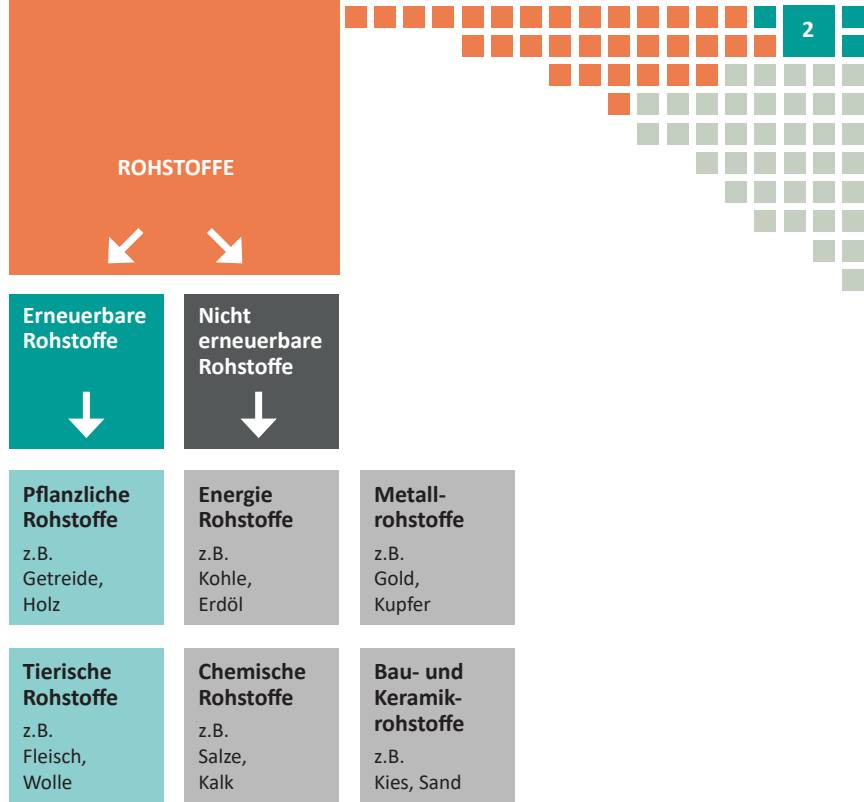 2
ROHSTOFFE
Erneuerbare
Rohstoffe
Nicht
erneuerbare
Rohstoffe
Pflanzliche
Rohstoffe
z.B.
Getreide,
Holz
Energie
Rohstoffe
z.B.
Kohle,
Erdöl
Metall-
rohstoffe
z.B.
Gold,
Kupfer
Tierische
Rohstoffe
z.B.
Fleisch,
Wolle
Chemische
Rohstoffe
z.B.
Salze,
Kalk
Bau- und
Keramik-
rohstoffe
z.B.
Kies, Sand